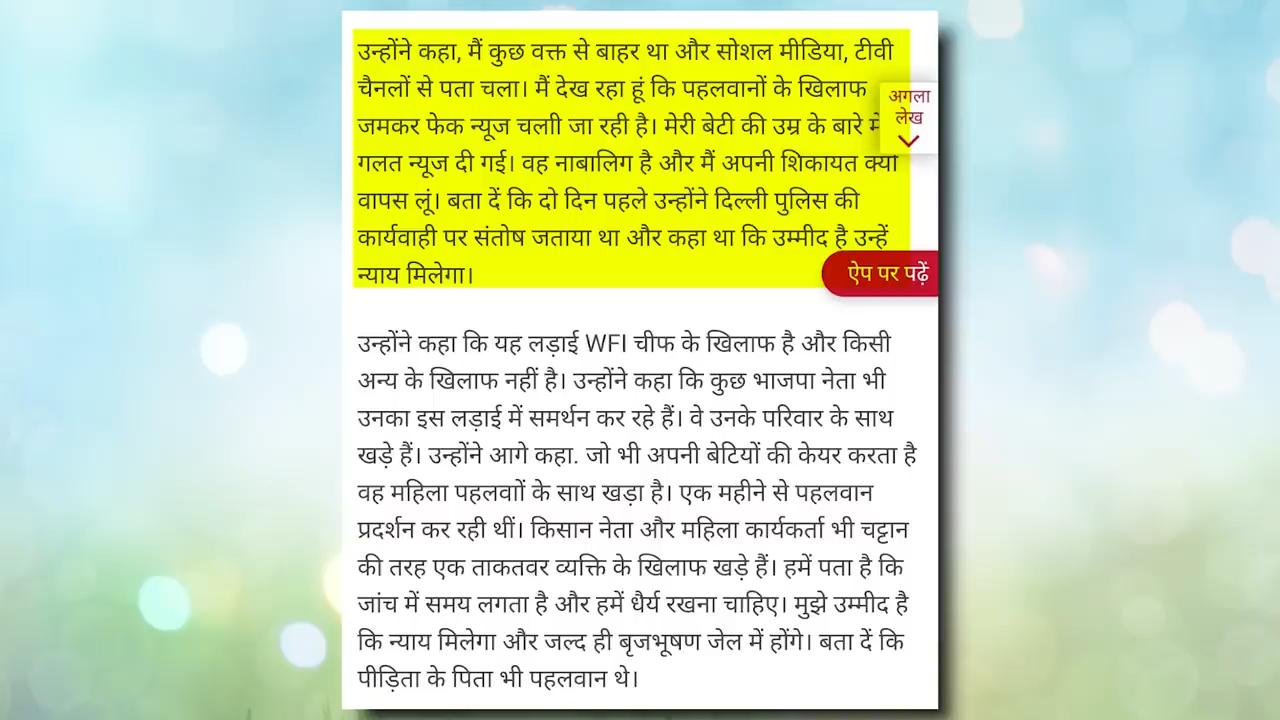 उन्होंने कहा, मैं कुछ वक्त से बाहर था और सोशल मीडिया, टीवी
चैनलों से पता चला। मैं देख रहा हूं कि पहलवानों के खिलाफ
जमकर फेक न्यूज चलाी जा रही है। मेरी बेटी की उम्र के बारे में
गलत न्यूज दी गई। वह नाबालिग है और मैं अपनी शिकायत क्यों
वापस लूं। बता दें कि दो दिन पहले उन्होंने दिल्ली पुलिस की
कार्यवाही पर संतोष जताया था और कहा था कि उम्मीद है उन्हें
न्याय मिलेगा।
अगला
लेख
ऐप पर पढ़ें
उन्होंने कहा कि यह लड़ाई WFI चीफ के खिलाफ है और किसी
अन्य के खिलाफ नहीं है। उन्होंने कहा कि कुछ भाजपा नेता भी
उनका इस लड़ाई में समर्थन कर रहे हैं। वे उनके परिवार के साथ
खड़े हैं। उन्होंने आगे कहा. जो भी अपनी बेटियों की केयर करता है
वह महिला पहलवाों के साथ खड़ा है। एक महीने से पहलवान
प्रदर्शन कर रही थीं। किसान नेता और महिला कार्यकर्ता भी चट्टान
की तरह एक ताकतवर व्यक्ति के खिलाफ खड़े हैं। हमें पता है कि
जांच में समय लगता है और हमें धैर्य रखना चाहिए। मुझे उम्मीद है
कि न्याय मिलेगा और जल्द ही बृजभूषण जेल में होंगे। बता दें कि
पीड़िता के पिता भी पहलवान थे।